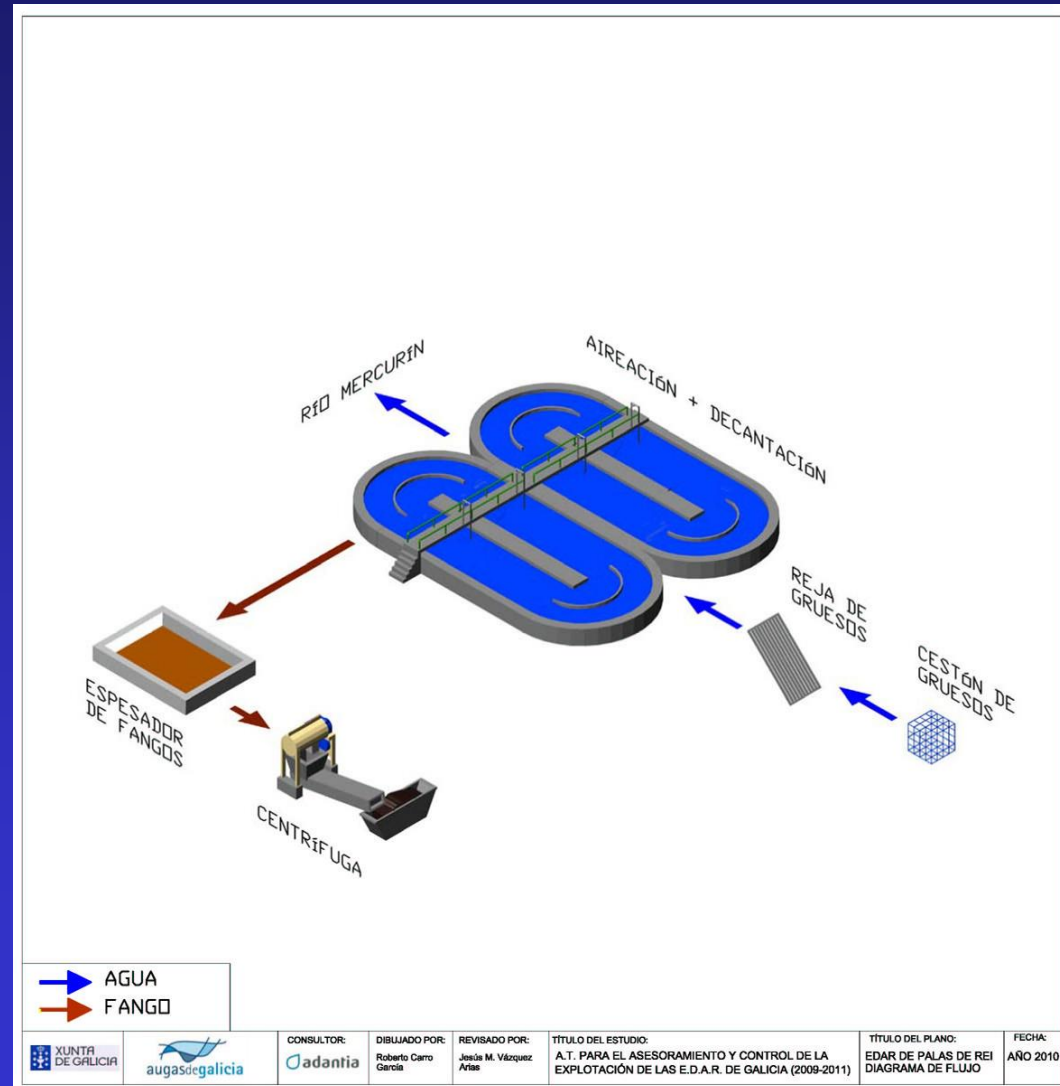 RÍO MERCURÍN
AIREACIÓN + DECANTACIÓN
REJA DE
GRUESOS
CESTÓN DE
GRUESOS
ESPESADOR
DE FANGOS
CENTRÍFUGA
AGUA
FANGO
XUNTA
DE GALICIA
augasdegalicia
CONSULTOR:
adantia
DIBUJADO POR:
Roberto Carro
García
REVISADO POR:
Jesús M. Vázquez
Arias
TÍTULO DEL ESTUDIO:
A.T. PARA EL ASESORAMIENTO Y CONTROL DE LA
EXPLOTACIÓN DE LAS E.D.A.R. DE GALICIA (2009-2011)
TÍTULO DEL PLANO:
EDAR DE PALAS DE REI
DIAGRAMA DE FLUJO
FECHA:
AÑO 2010